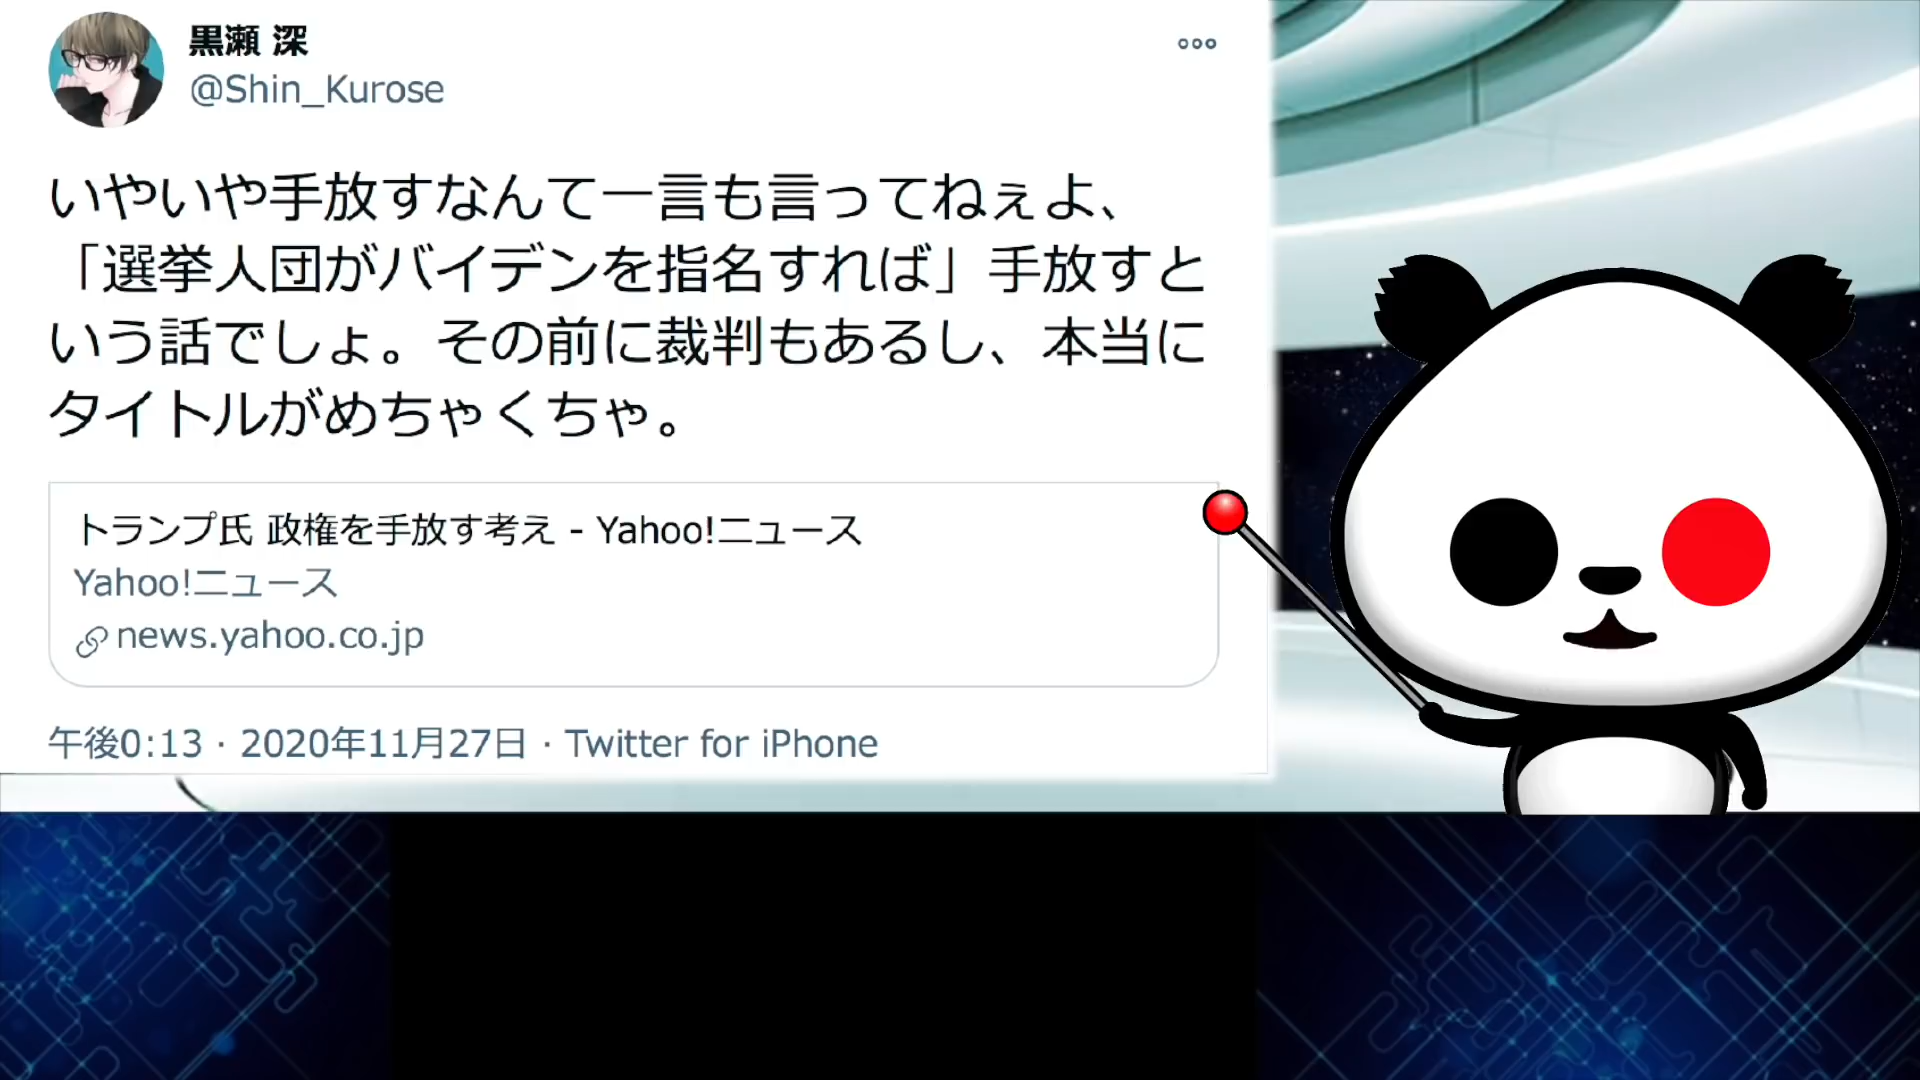 黒瀬 深
@Shin_Kurose
いやいや手放すなんて一言も言ってねぇよ、
「選挙人団がバイデンを指名すれば」手放すと
いう話でしょ。その前に裁判もあるし、本当に
タイトルがめちゃくちゃ。
トランプ氏 政権を手放す考え - Yahoo!ニュース
Yahoo!ニュース
news.yahoo.co.jp
午後0:13 · 2020年11月27日 · Twitter for iPhone